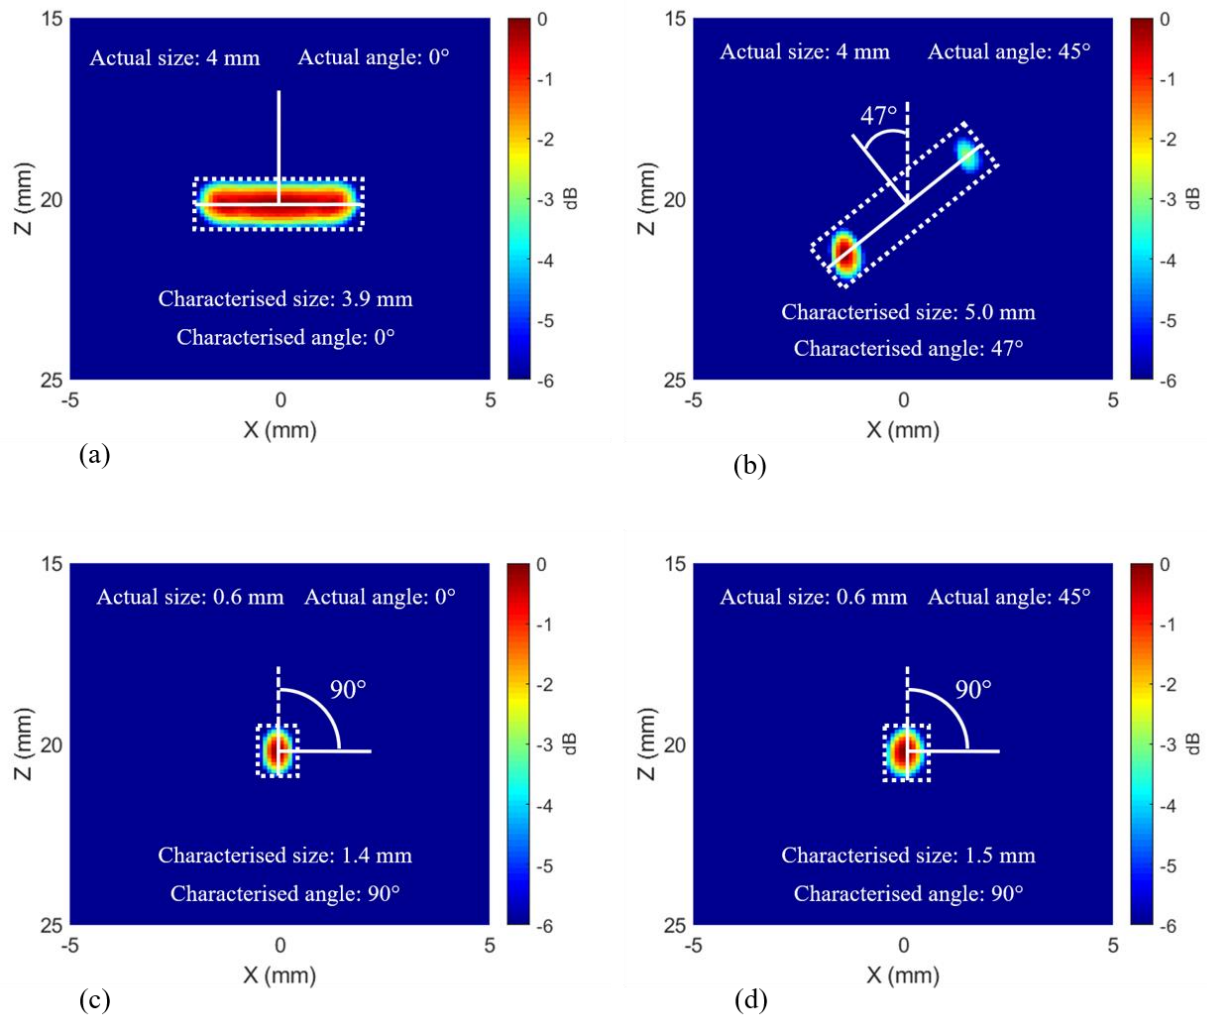 15
Actual size: 4 mm Actual angle: 0°
20
Z (mm)
Characterised size: 3.9 mm
Characterised angle: 0°
25
-5 0 5
X (mm)
0
-1
-2
-3
-4
-5
-6
dB
(a)
15
Actual size: 4 mm Actual angle: 45°
47°
20
Z (mm)
Characterised size: 5.0 mm
Characterised angle: 47°
25
-5 0 5
X (mm)
0
-1
-2
-3
-4
-5
-6
dB
(b)
15
Actual size: 0.6 mm Actual angle: 0°
90°
20
Z (mm)
Characterised size: 1.4 mm
Characterised angle: 90°
25
-5 0 5
X (mm)
0
-1
-2
-3
-4
-5
-6
dB
(c)
15
Actual size: 0.6 mm Actual angle: 45°
90°
20
Z (mm)
Characterised size: 1.5 mm
Characterised angle: 90°
25
-5 0 5
X (mm)
0
-1
-2
-3
-4
-5
-6
dB
(d)